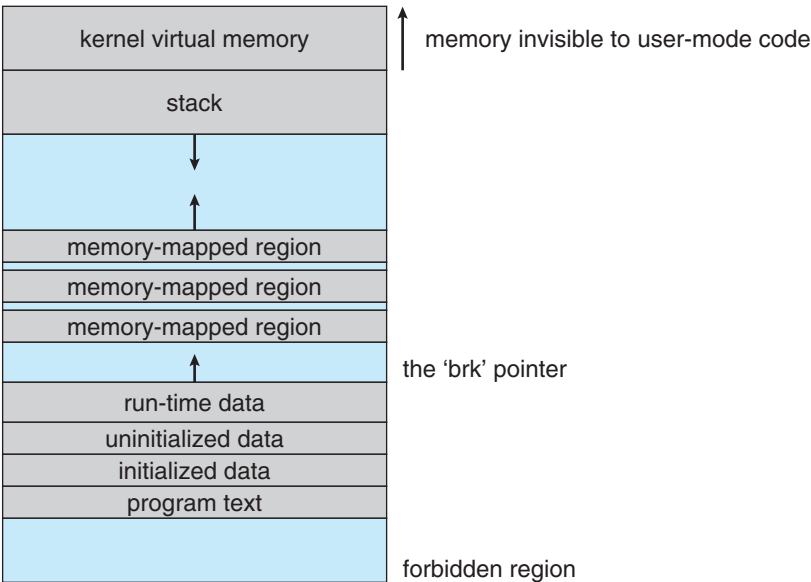 kernel virtual memory
memory invisible to user-mode code
stack
memory-mapped region
memory-mapped region
memory-mapped region
the ‘brk’ pointer
run-time data
uninitialized data
initialized data
program text
forbidden region